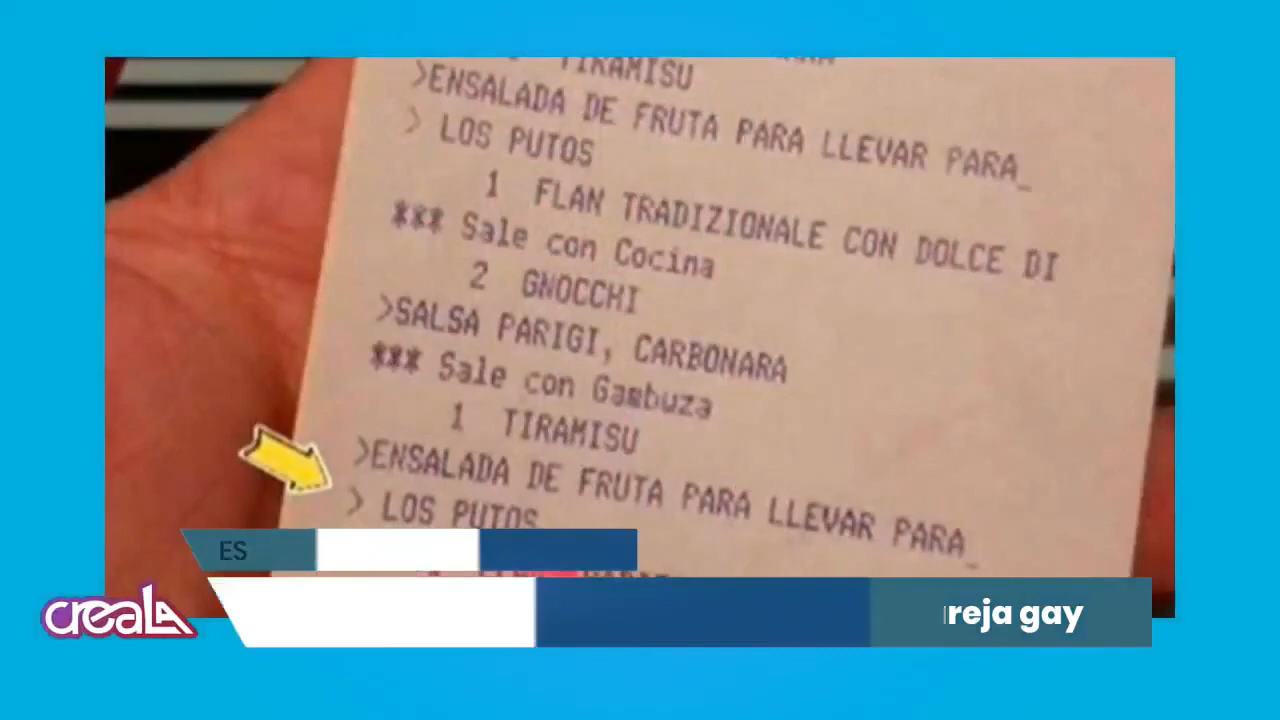 TIRAMISU
>ENSALADA DE FRUTA PARA LLEVAR PARA_
> LOS PUTOS
1 FLAN TRADIZIONALE CON DOLCE DI
*** Sale con Cocina
2 GNOCCHI
>SALSA PARIGI, CARBONARA
*** Sale con Gambuza
1 TIRAMISU
>ENSALADA DE FRUTA PARA LLEVAR PARA_
> LOS PUTOS
ES
reja gay
creaLA